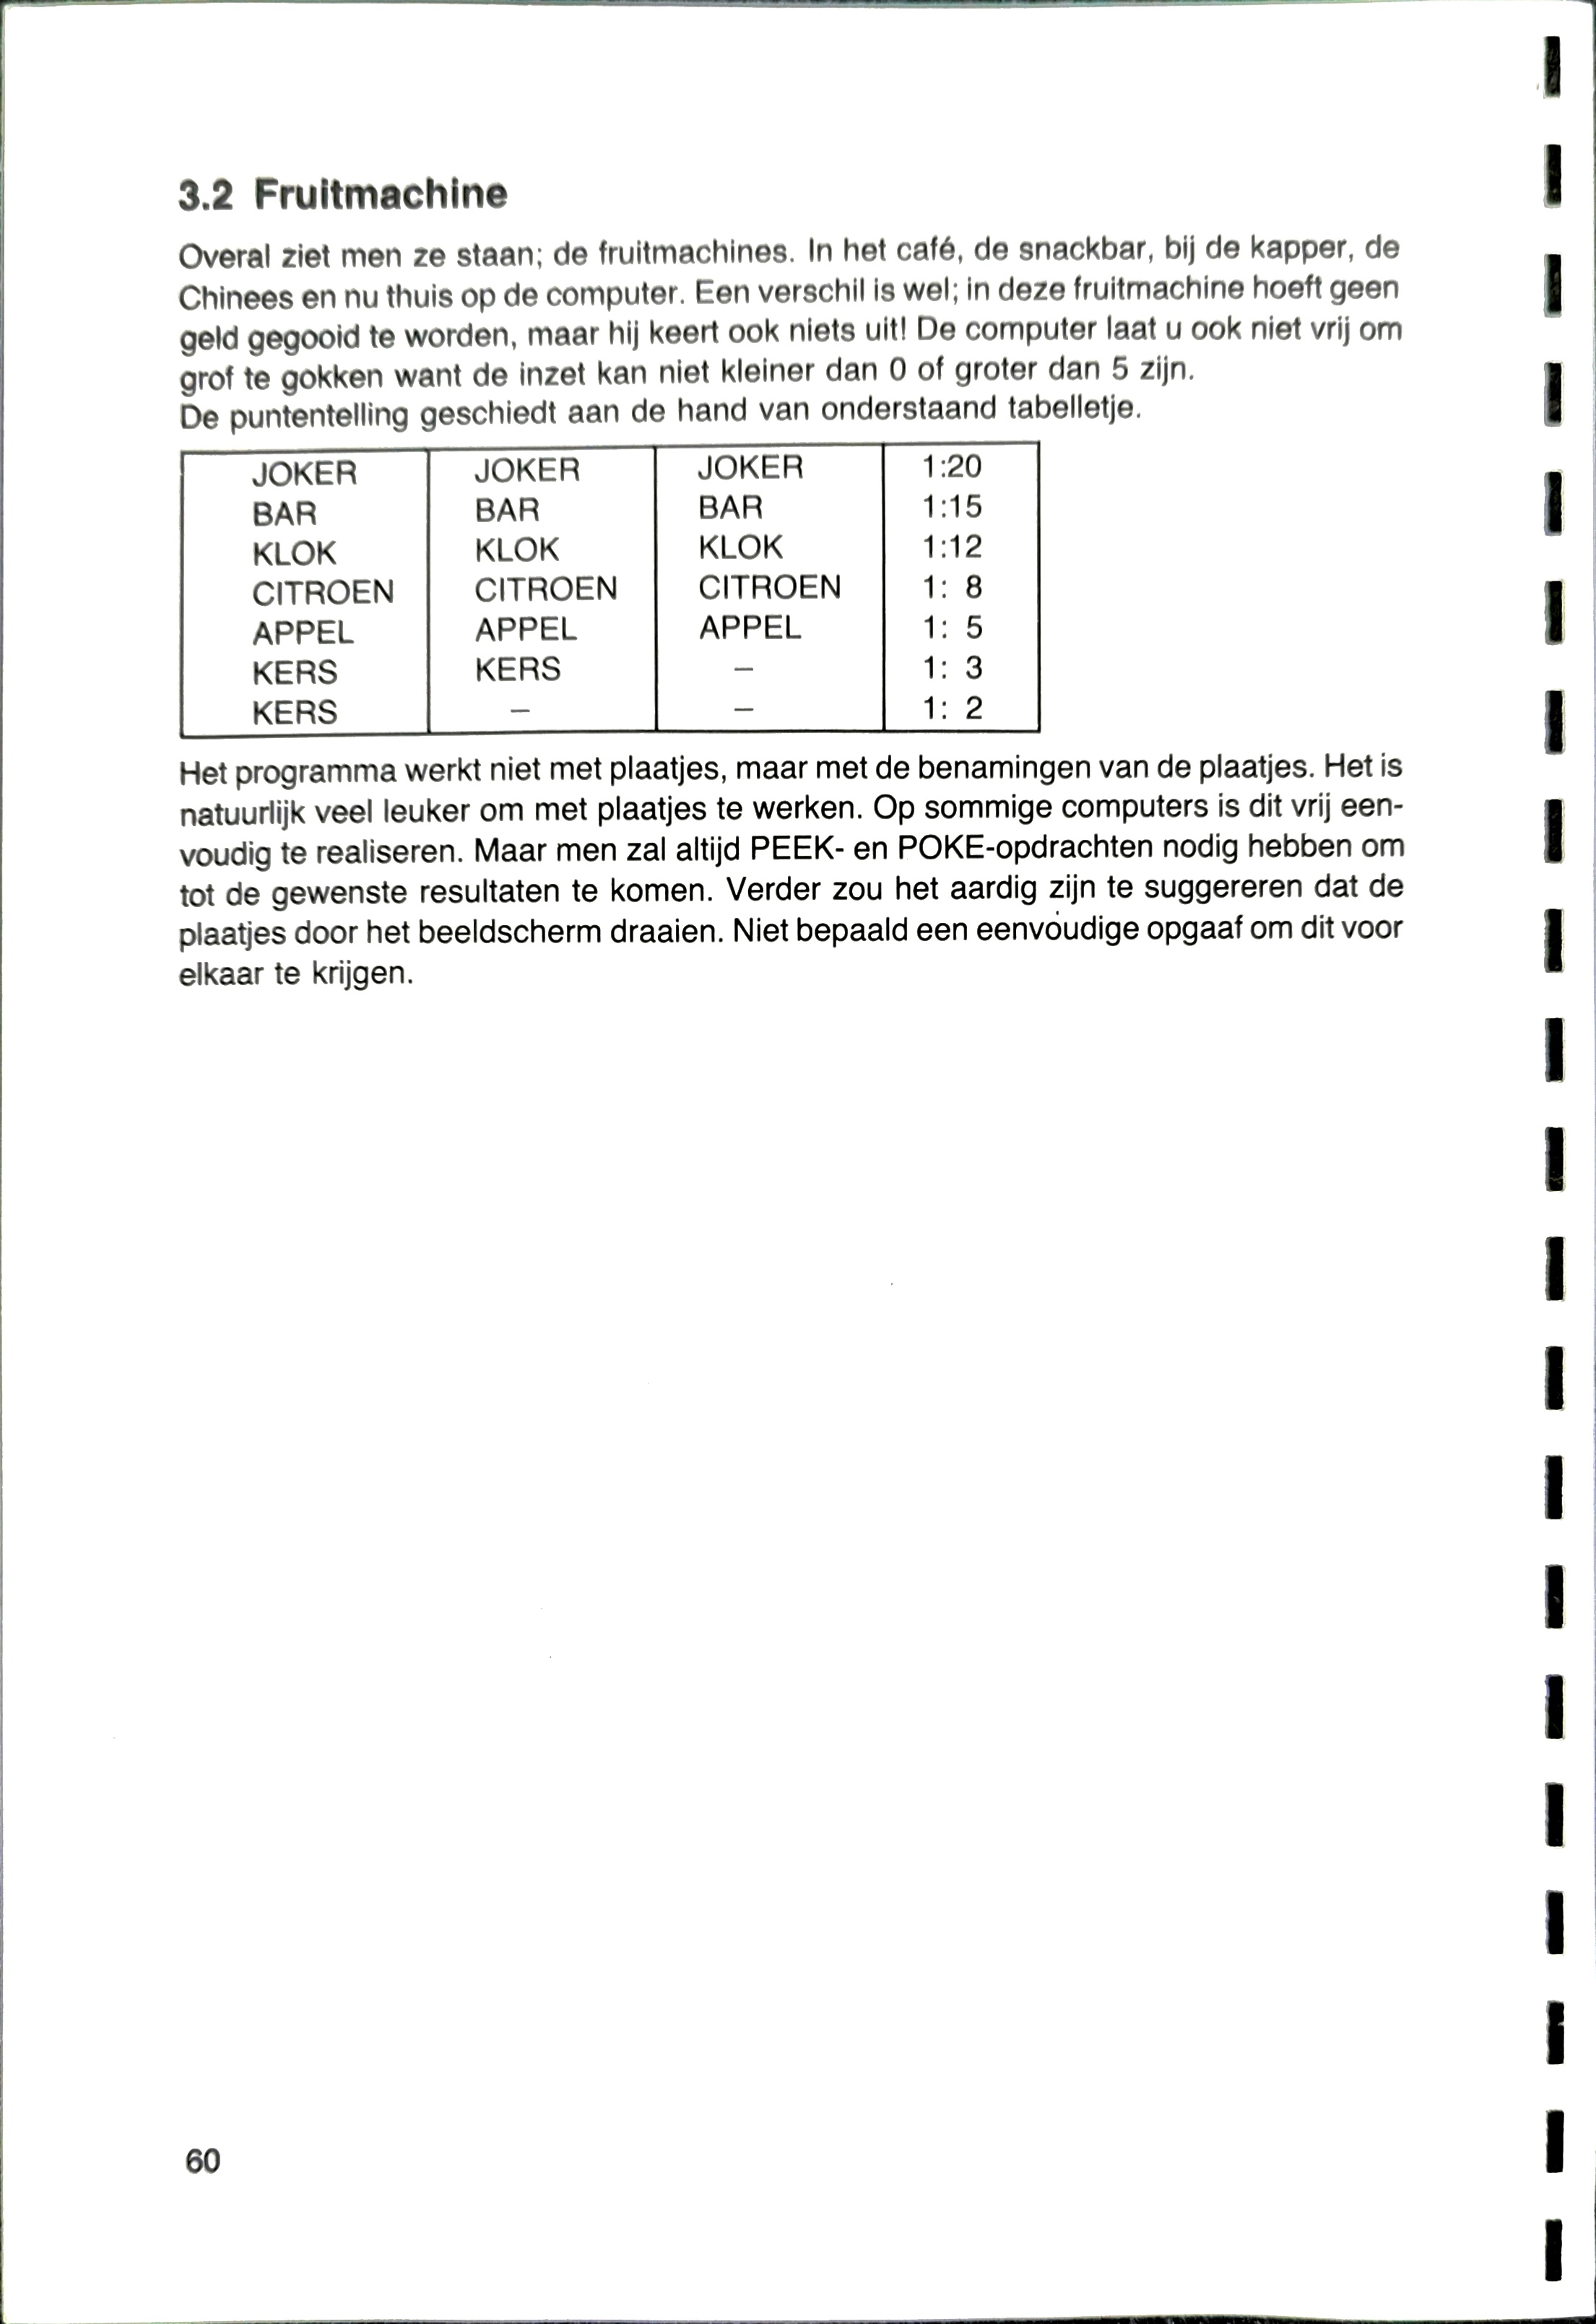 3.2 Fruitmachine
Overal ziet men ze staan; de fruitmachines. In het café, de snackbar, bij de kapper, de
Chinees en nu thuis op de computer. Een verschil is wel; in deze fruitmachine hoeft geen
geld gegooid te worden, maar hij keert ook niets uit! De computer laat u ook niet vrij om
grof te gokken want de inzet kan niet kleiner dan 0 of groter dan 5 zijn.
De puntentelling geschiedt aan de hand van onderstaand tabelletje.
JOKER JOKER JOKER 1:20
BAR BAR BAR 1:15
KLOK KLOK KLOK 1:12
CITROEN CITROEN CITROEN 1: 8
APPEL APPEL APPEL 1: 5
KERS KERS – 1: 3
KERS – – 1: 2
Het programma werkt niet met plaatjes, maar met de benamingen van de plaatjes. Het is
natuurlijk veel leuker om met plaatjes te werken. Op sommige computers is dit vrij een-
voudig te realiseren. Maar men zal altijd PEEK- en POKE-opdrachten nodig hebben om
tot de gewenste resultaten te komen. Verder zou het aardig zijn te suggereren dat de
plaatjes door het beeldscherm draaien. Niet bepaald een eenvoudige opgaaf om dit voor
elkaar te krijgen.
60